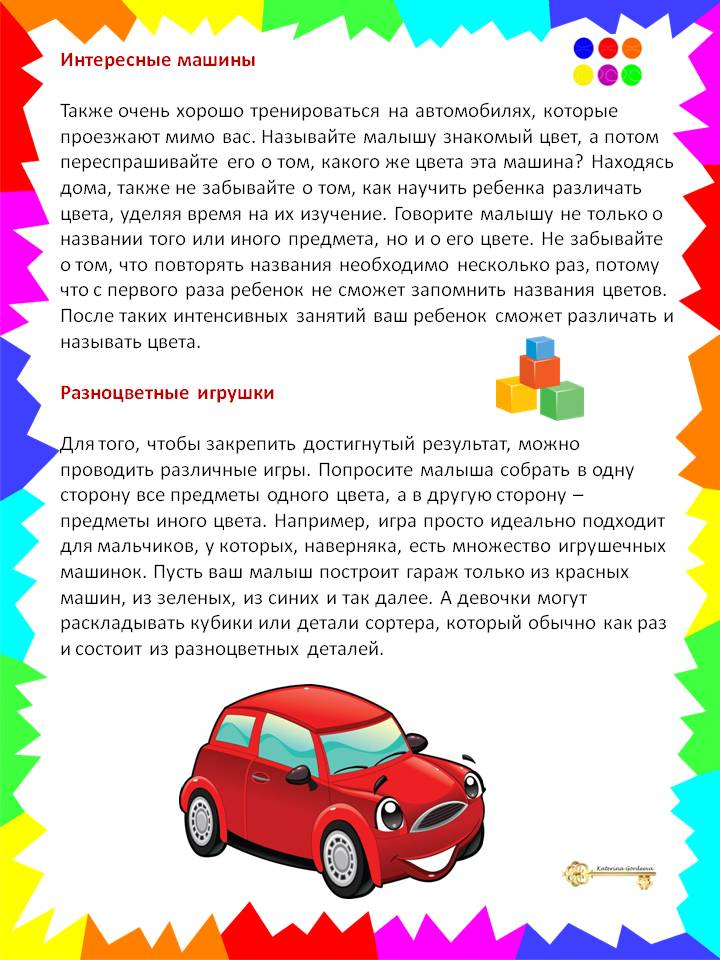 Интересные машины
Также очень хорошо тренироваться на автомобилях, которые
проезжают мимо вас. Называйте малышу знакомый цвет, а потом
переспрашивайте его о том, какого же цвета эта машина? Находясь
дома, также не забывайте о том, как научить ребенка различать
цвета, уделяя время на их изучение. Говорите малышу не только о
названии того или иного предмета, но и о его цвете. Не забывайте
о том, что повторять названия необходимо несколько раз, потому
что с первого раза ребенок не сможет запомнить названия цветов.
После таких интенсивных занятий ваш ребенок сможет различать и
называть цвета.
Разноцветные игрушки
Для того, чтобы закрепить достигнутый результат, можно
проводить различные игры. Попросите малыша собрать в одну
сторону все предметы одного цвета, а в другую сторону –
предметы иного цвета. Например, игра просто идеально подходит
для мальчиков, у которых, наверняка, есть множество игрушечных
машинок. Пусть ваш малыш построит гараж только из красных
машин, из зеленых, из синих и так далее. А девочки могут
раскладывать кубики или детали сортера, который обычно как раз
и состоит из разноцветных деталей.
Katerina Gordeeva